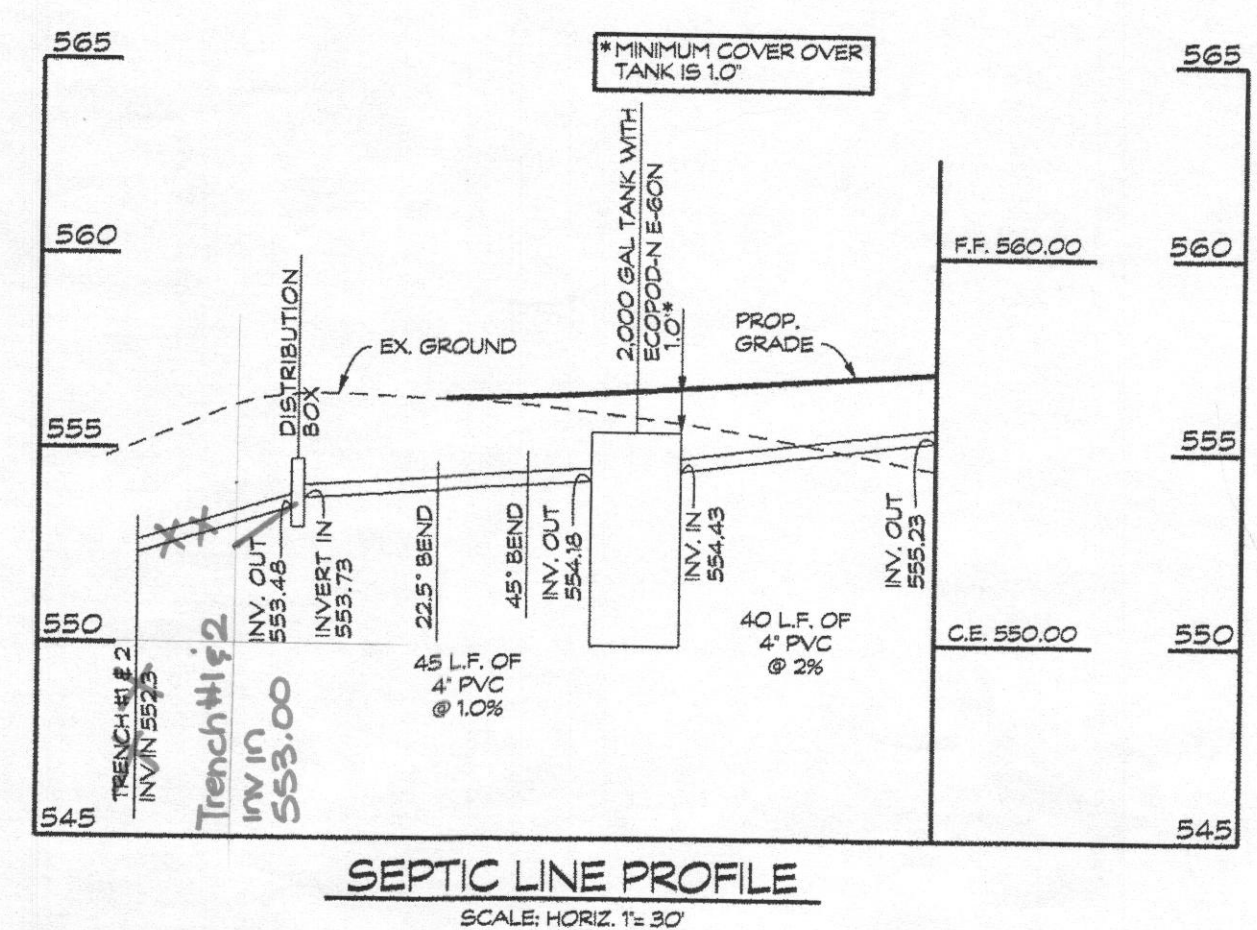 565
* MINIMUM COVER OVER
TANK IS 1.0"
565
560
2,000 GAL TANK WITH
ECOPOD-N E-60N
1.0'*
F.F. 560.00
560
DISTRIBUTION
BOX
EX. GROUND
PROP.
GRADE
555
555
INV. OUT
553.48
INVERT IN
553.73
22.5° BEND
45° BEND
INV. OUT
554.18
INV. IN
554.43
INV. OUT
555.23
550
45 L.F. OF
4" PVC
@ 1.0%
40 L.F. OF
4" PVC
@ 2%
C.E. 550.00
550
TRENCH #1 & 2
INV. IN 552.3
Trench #1 & 2
INV IN
553.00
545
545
SEPTIC LINE PROFILE
SCALE: HORIZ. 1"= 30'